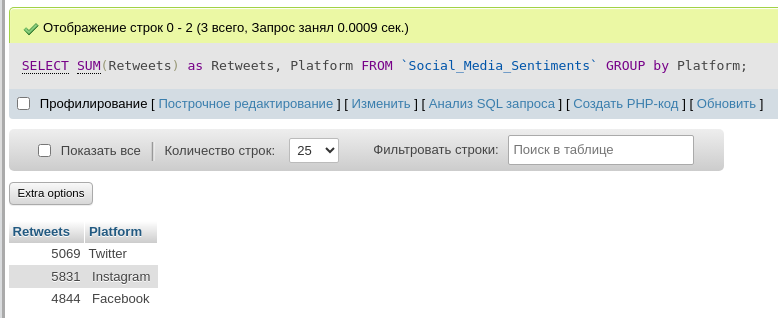 Отображение строк 0 - 2 (3 всего, Запрос занял 0.0009 сек.)
SELECT SUM(Retweets) as Retweets, Platform FROM `Social_Media_Sentiments` GROUP by Platform;
Профилирование [ Построчное редактирование ] [ Изменить ] [ Анализ SQL запроса ] [ Создать PHP-код ] [ Обновить ]
Показать все Количество строк: 25 Фильтровать строки: Поиск в таблице
Extra options
Retweets Platform
5069 Twitter
5831 Instagram
4844 Facebook